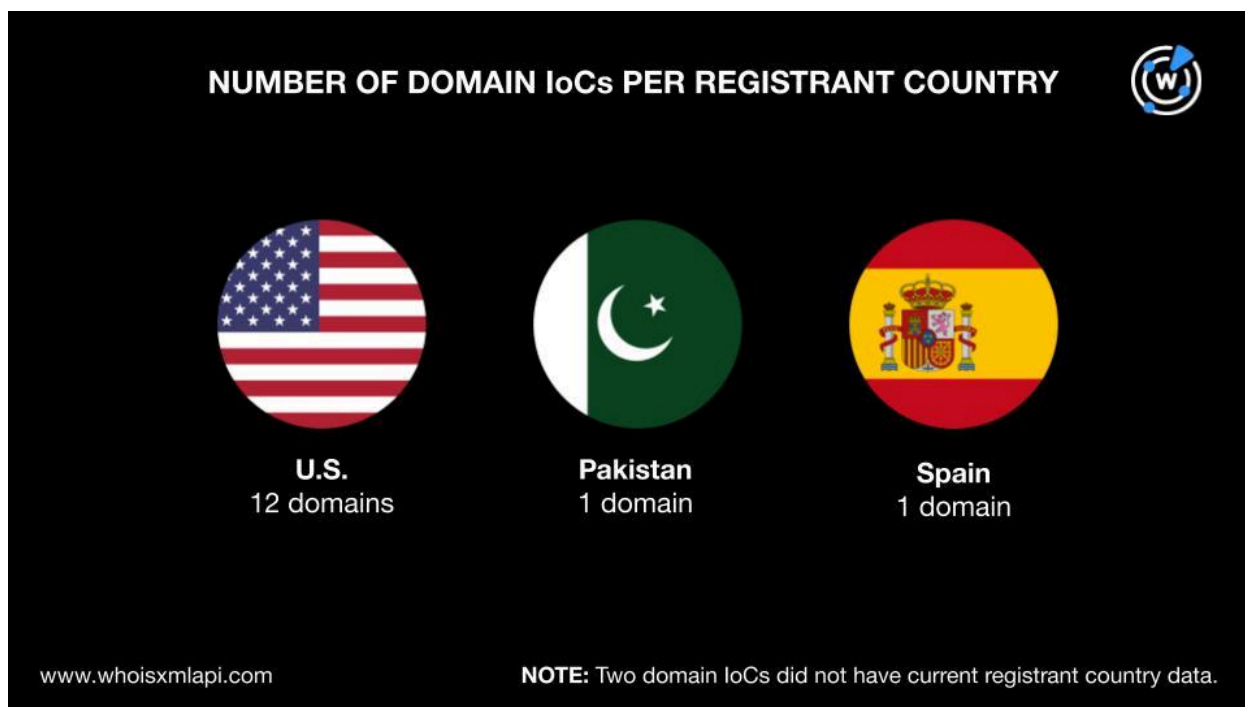 NUMBER OF DOMAIN IoCs PER REGISTRANT COUNTRY
W
U.S.
12 domains
Pakistan
1 domain
Spain
1 domain
www.whoisxmlapi.com
NOTE: Two domain IoCs did not have current registrant country data.